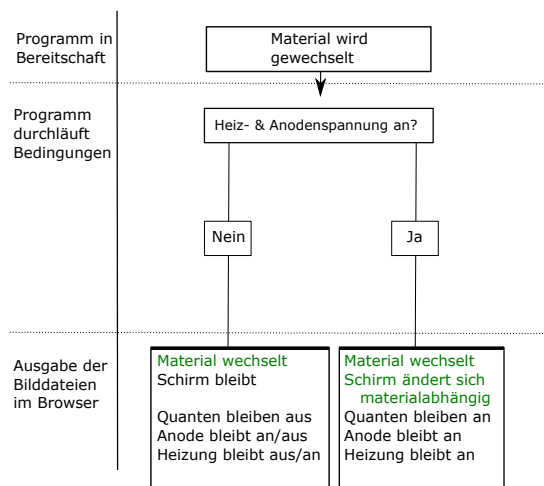 Programm in
Bereitschaft
Material wird
gewechselt
Programm
durchläuft
Bedingungen
Heiz- & Anodenspannung an?
Nein
Ja
Ausgabe der
Bilddateien
im Browser
Material wechselt
Schirm bleibt
Quanten bleiben aus
Anode bleibt an/aus
Heizung bleibt aus/an
Material wechselt
Schirm ändert sich
materialabhängig
Quanten bleiben an
Anode bleibt an
Heizung bleibt an